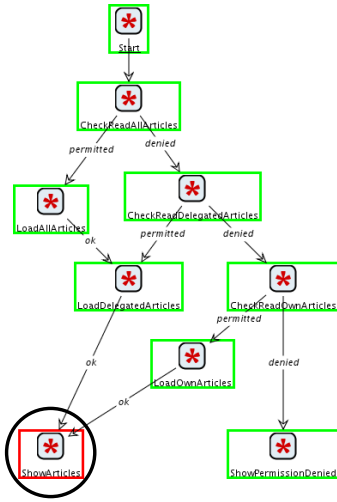 Start
CheckReadAllArticles
permitted
denied
LoadAllArticles
CheckReadDelegatedArticles
ok
permitted
denied
LoadDelegatedArticles
CheckReadOwnArticles
permitted
ok
denied
LoadOwnArticles
ok
ShowArticles
ShowPermissionDenied